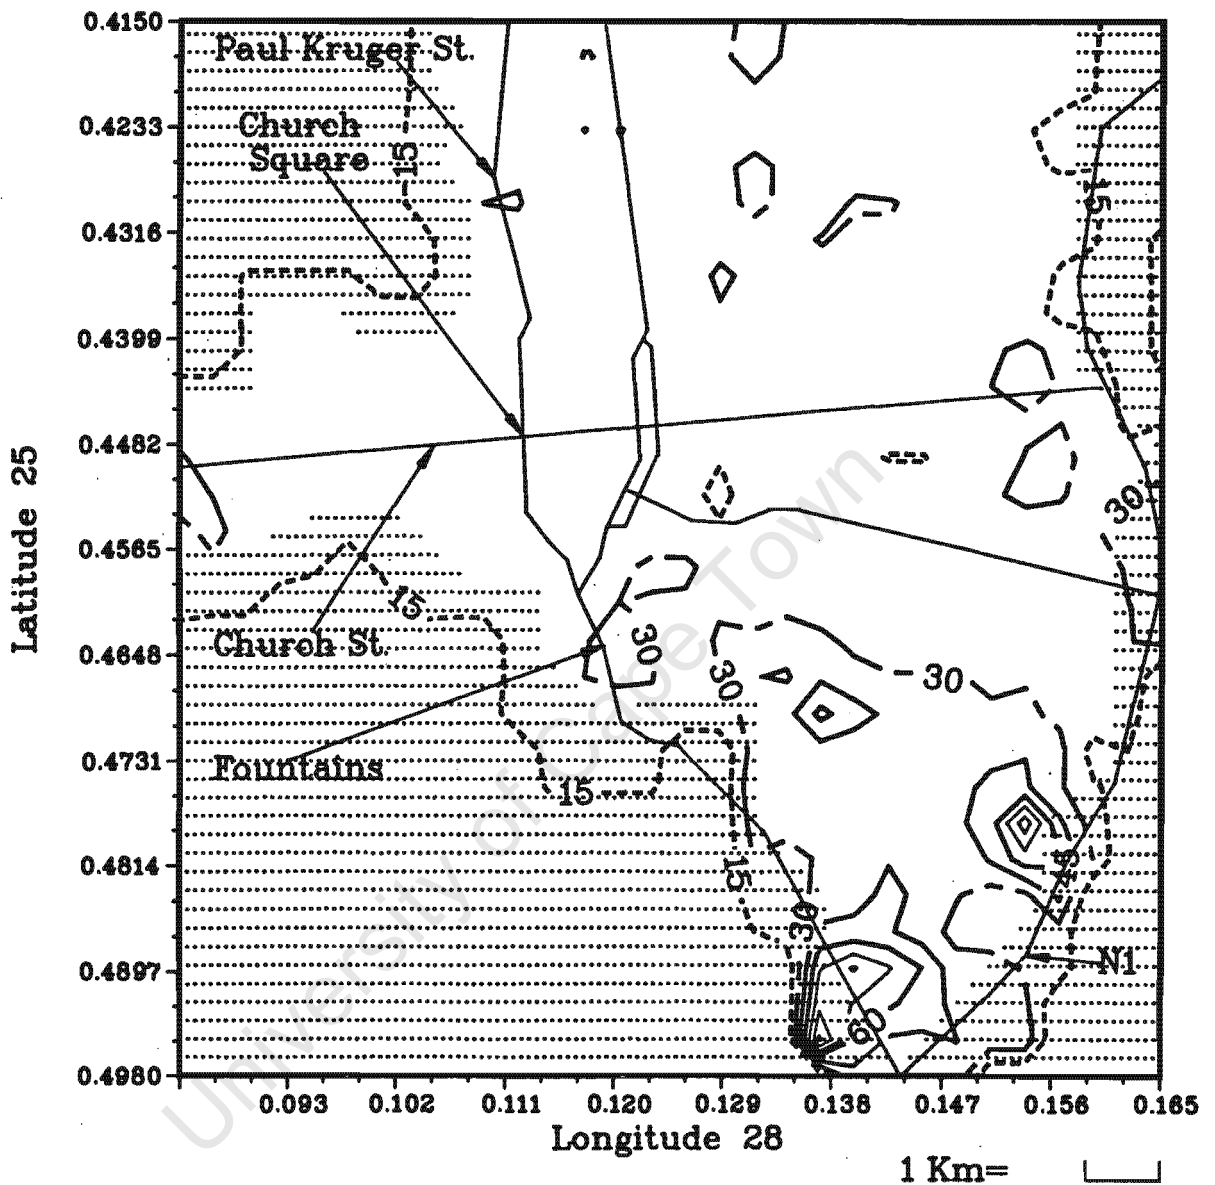 0.4150
Paul Kruger St.
0.4233
Church
Square
15
15
0.4316
0.4399
0.4482
30
0.4565
15
Church St.
0.4648
30
30
30
0.4731
Fountains
15
0.4814
15
45
30
0.4897
N1
60
0.4980
0.093 0.102 0.111 0.120 0.129 0.138 0.147 0.156 0.165
Longitude 28
Latitude 25
1 Km=
University of Cape Town